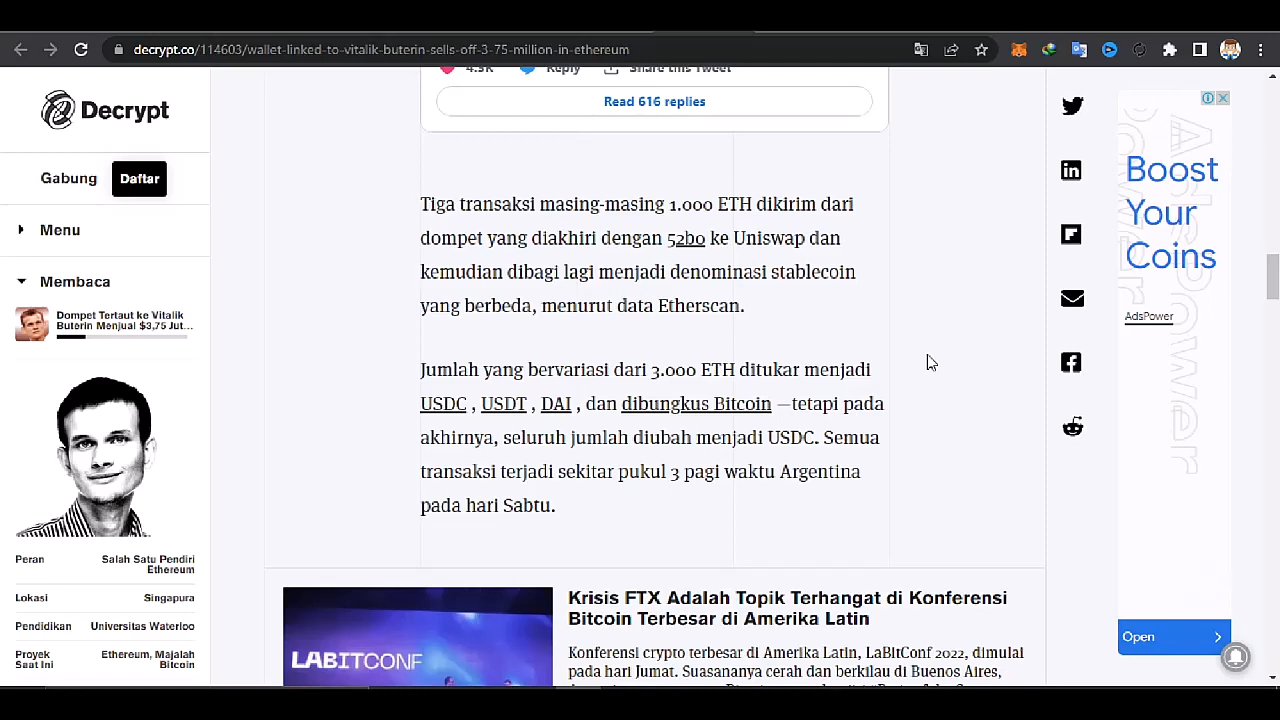 decrypt.co/114603/wallet-linked-to-vitalik-buterin-sells-off-3-75-million-in-ethereum
Decrypt
Gabung
Daftar
Menu
Membaca
Dompet Tertaut ke Vitalik
Buterin Menjual $3,75 Jut...
Peran
Salah Satu Pendiri
Ethereum
Lokasi
Singapura
Pendidikan
Universitas Waterloo
Proyek
Saat Ini
Ethereum, Majalah
Bitcoin
4.5K
Reply
Share this Tweet
Read 616 replies
Tiga transaksi masing-masing 1.000 ETH dikirim dari
dompet yang diakhiri dengan 52b0 ke Uniswap dan
kemudian dibagi lagi menjadi denominasi stablecoin
yang berbeda, menurut data Etherscan.
Jumlah yang bervariasi dari 3.000 ETH ditukar menjadi
USDC , USDT , DAI , dan dibungkus Bitcoin —tetapi pada
akhirnya, seluruh jumlah diubah menjadi USDC. Semua
transaksi terjadi sekitar pukul 3 pagi waktu Argentina
pada hari Sabtu.
LABITCONF
Krisis FTX Adalah Topik Terhangat di Konferensi
Bitcoin Terbesar di Amerika Latin
Konferensi crypto terbesar di Amerika Latin, LaBitConf 2022, dimulai
pada hari Jumat. Suasananya cerah dan berkilau di Buenos Aires,
Boost
Your
Coins
AdsPower
Open